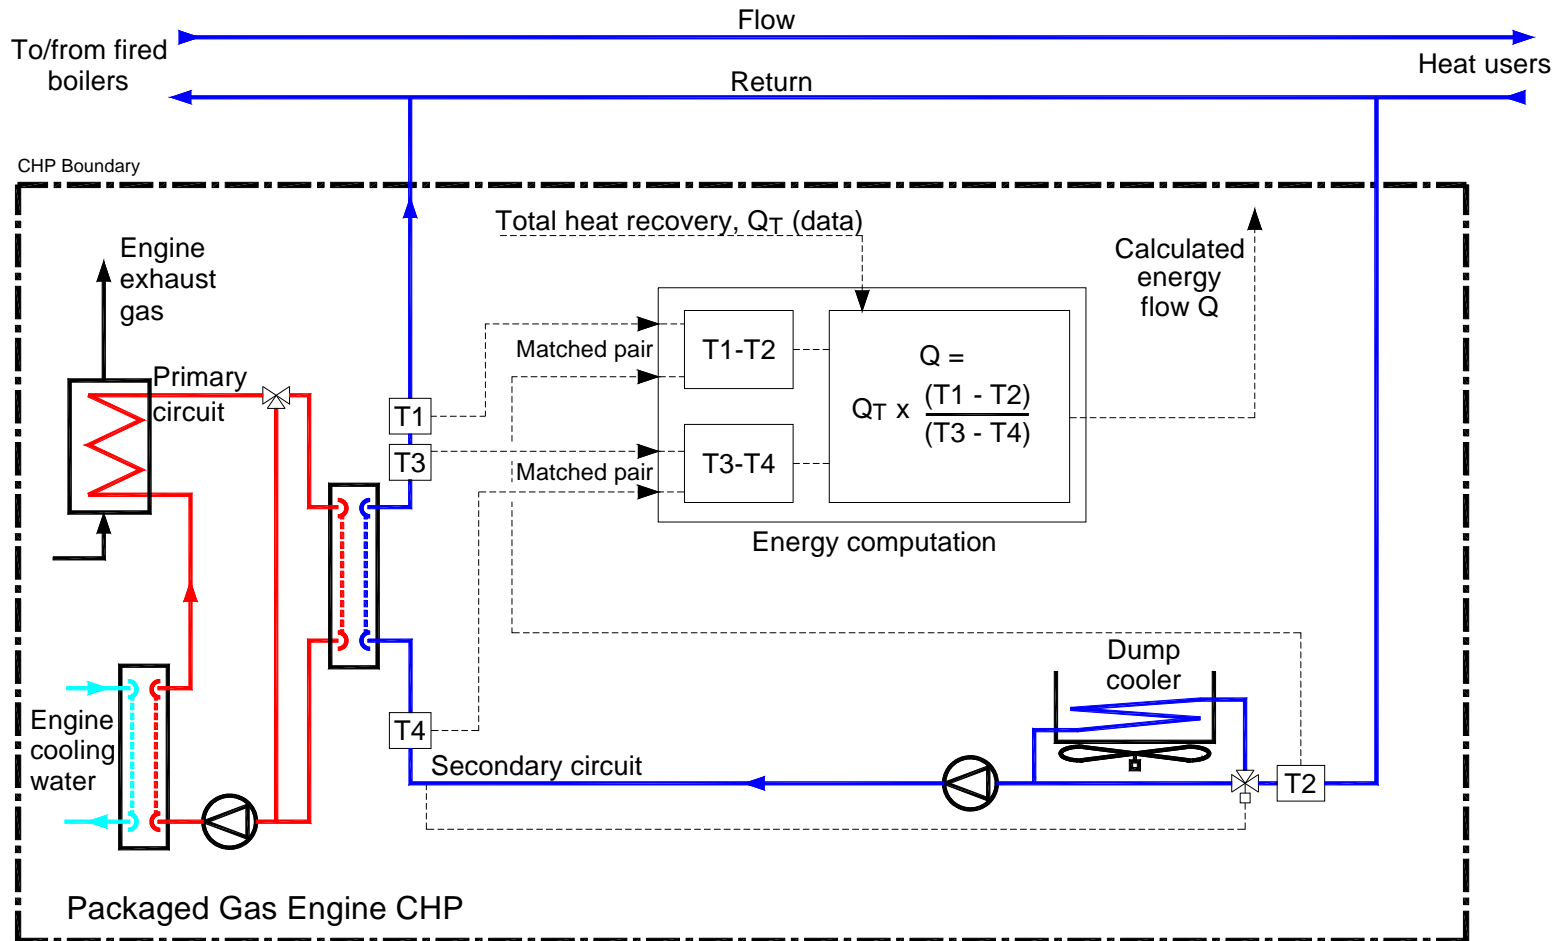 Flow
To/from fired
boilers
Heat users
Return
CHP Boundary
Total heat recovery, QT (data)
Engine
exhaust
gas
Calculated
energy
flow Q
Matched pair
T1-T2
Q =
QT x (T1 - T2)
(T3 - T4)
Primary
circuit
T1
T3
Matched pair
T3-T4
Energy computation
Dump
cooler
Engine
cooling
water
T4
Secondary circuit
T2
Packaged Gas Engine CHP